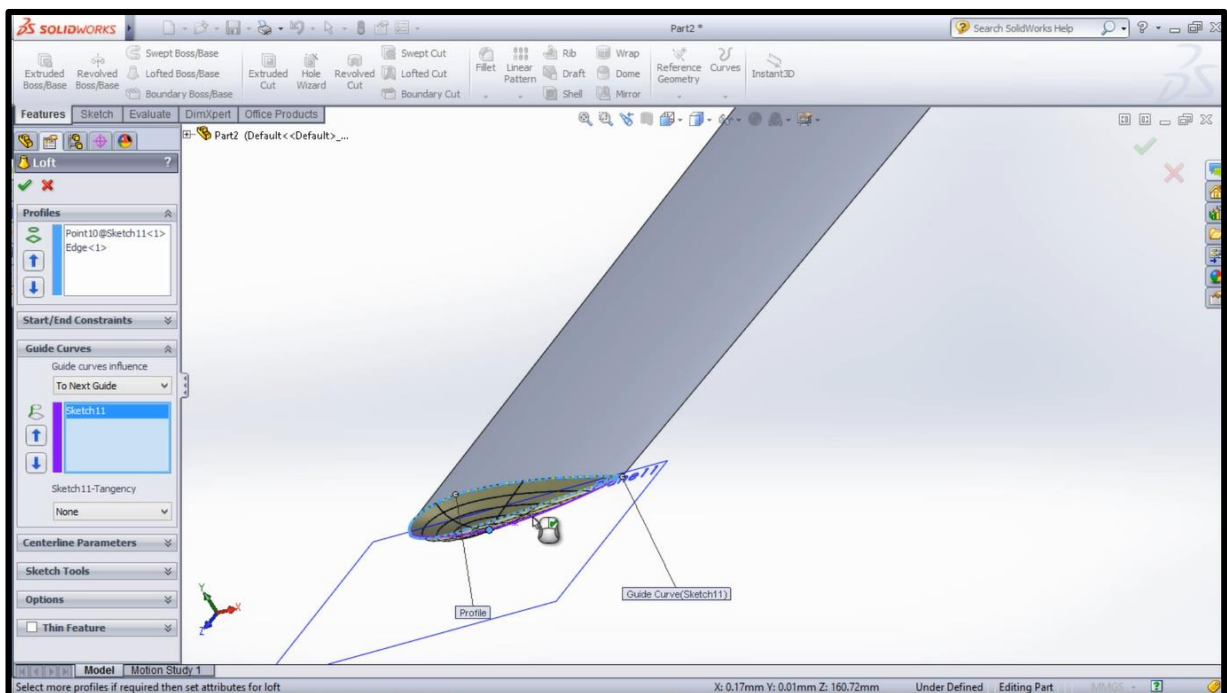 SOLIDWORKS
Part2 *
Search SolidWorks Help
Extruded Boss/Base
Revolved Boss/Base
Swept Boss/Base
Lofted Boss/Base
Boundary Boss/Base
Extruded Cut
Hole Wizard
Revolved Cut
Swept Cut
Lofted Cut
Boundary Cut
Fillet
Linear Pattern
Rib
Draft
Shell
Wrap
Dome
Mirror
Reference Geometry
Curves
Instant3D
Features
Sketch
Evaluate
DimXpert
Office Products
Part2 (Default<<Default>_...
Loft
?
Profiles
Point10@Sketch11<1>
Edge<1>
Start/End Constraints
Guide Curves
Guide curves influence
To Next Guide
Sketch11
Sketch11-Tangency
None
Centerline Parameters
Sketch Tools
Options
Thin Feature
Profile
Guide Curve(Sketch11)
Y
X
Z
Model
Motion Study 1
Select more profiles if required then set attributes for loft
X: 0.17mm Y: 0.01mm Z: 160.72mm
Under Defined
Editing Part
MMGS